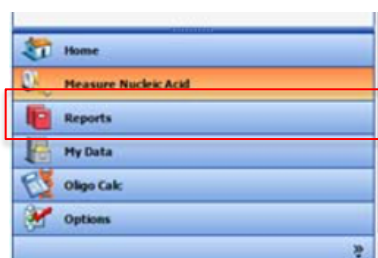 Home
Measure Nucleic Acid
Reports
My Data
Oligo Calc
Options